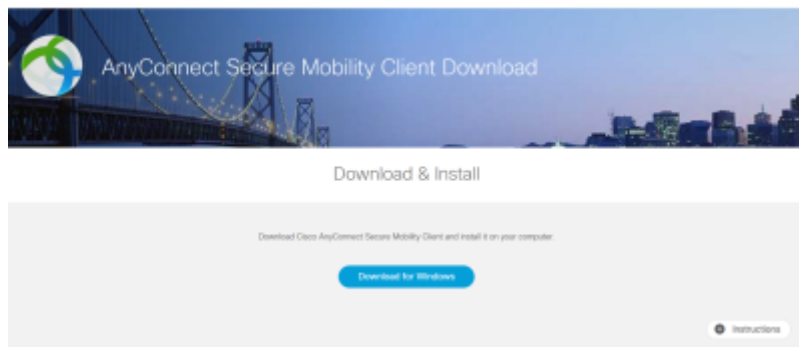 AnyConnect Secure Mobility Client Download
Download & Install
Download Cisco AnyConnect Secure Mobility Client and install it on your computer.
Download for Windows
Instructions